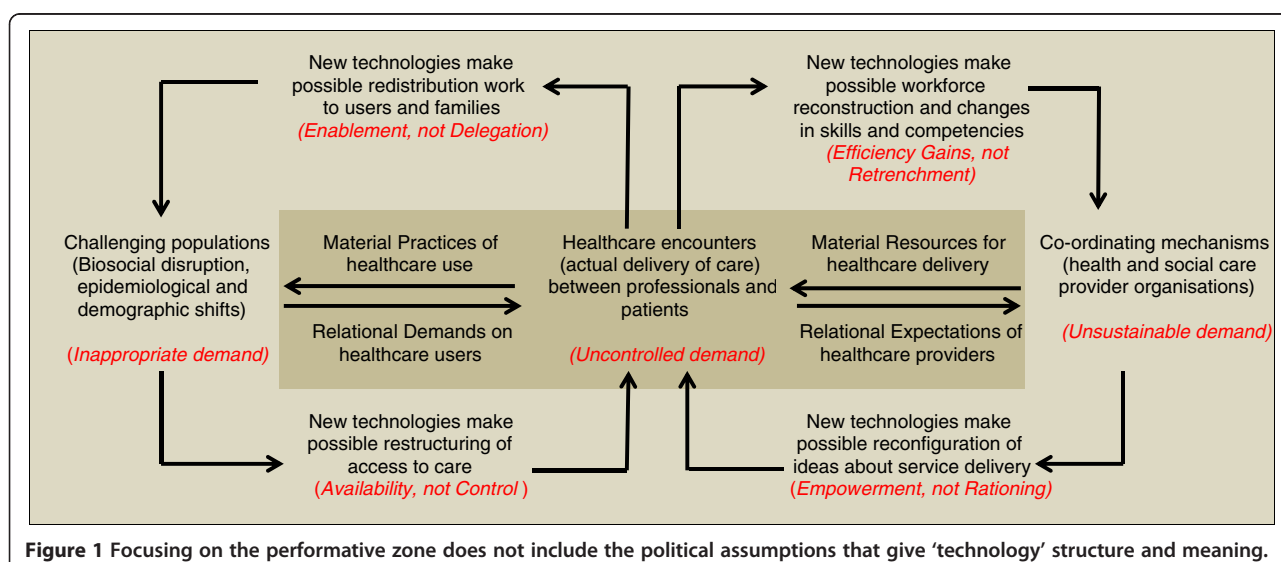 New technologies make
possible redistribution work
to users and families
(Enablement, not Delegation)
New technologies make
possible workforce
reconstruction and changes
in skills and competencies
(Efficiency Gains, not
Retrenchment)
Challenging populations
(Biosocial disruption,
epidemiological and
demographic shifts)
(Inappropriate demand)
Material Practices of
healthcare use
Relational Demands on
healthcare users
Healthcare encounters
(actual delivery of care)
between professionals and
patients
(Uncontrolled demand)
Material Resources for
healthcare delivery
Relational Expectations of
healthcare providers
Co-ordinating mechanisms
(health and social care
provider organisations)
(Unsustainable demand)
New technologies make
possible restructuring of
access to care
(Availability, not Control )
New technologies make
possible reconfiguration of
ideas about service delivery
(Empowerment, not Rationing)
Figure 1 Focusing on the performative zone does not include the political assumptions that give ‘technology’ structure and meaning.